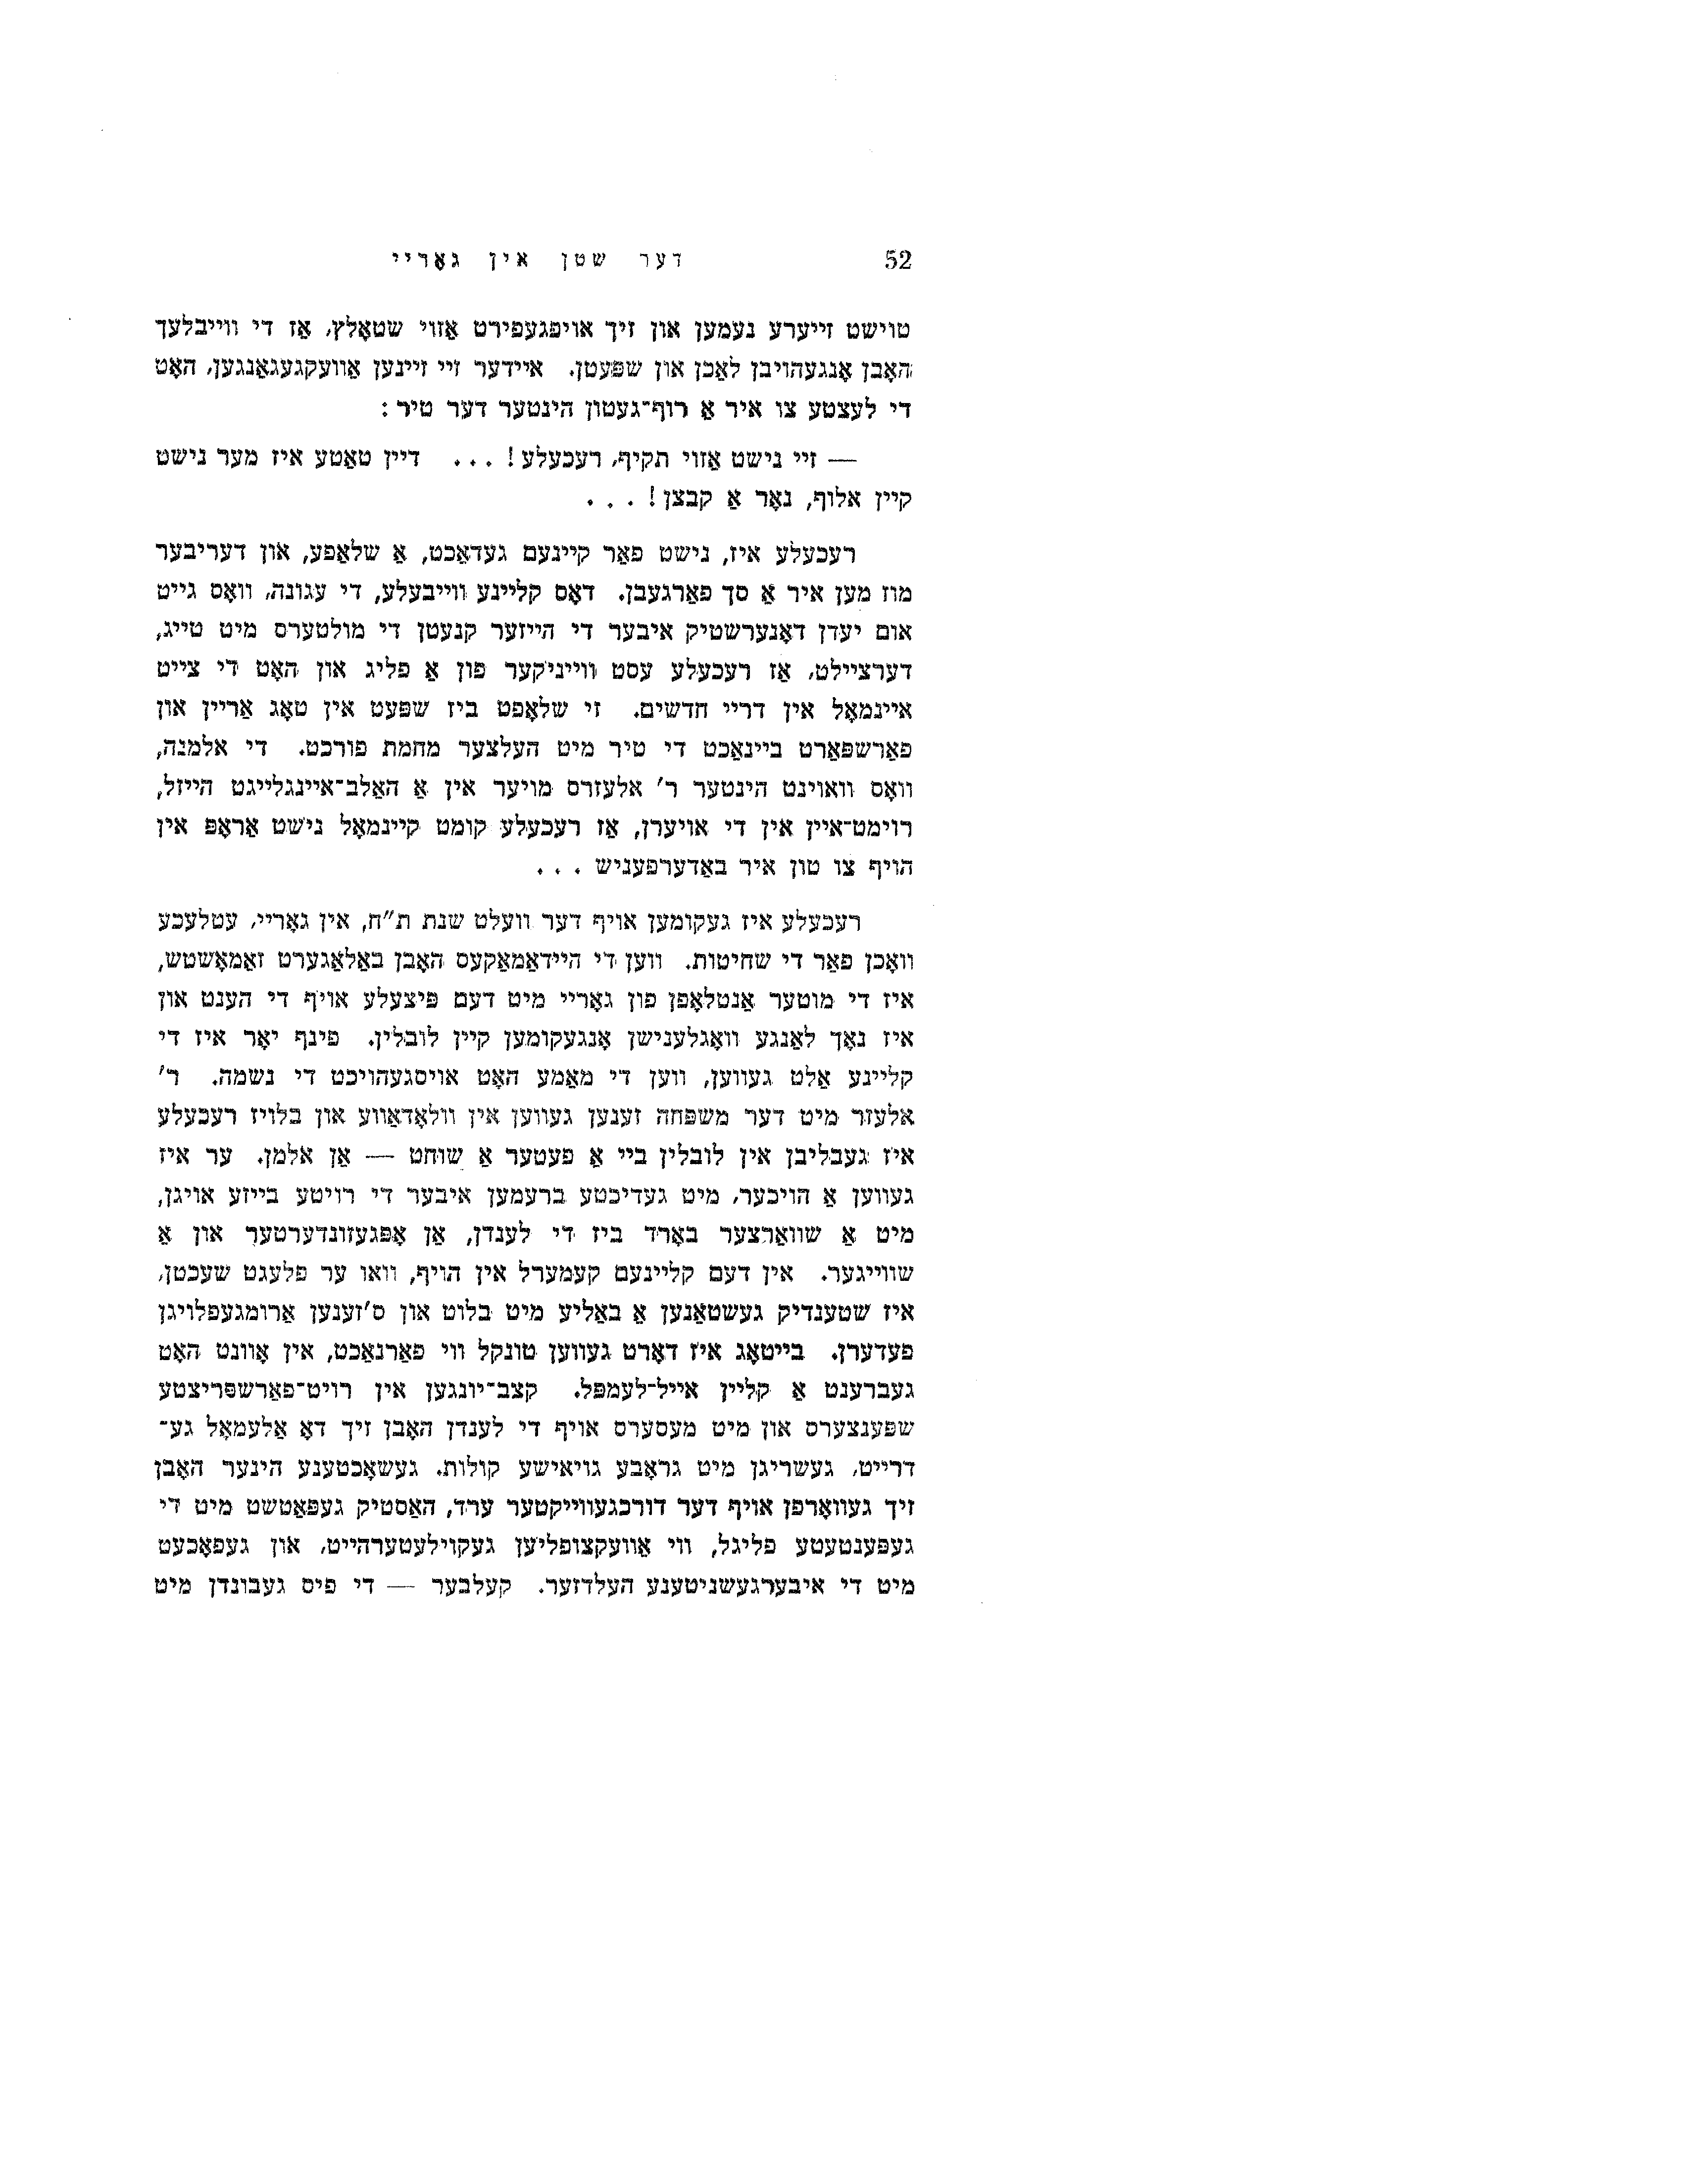 52 דער שטן אין גאָריי
טוישט זייערע נעמען און זיך אויפגעפירט אַזוי שטאָלץ, אַז די ווייבלעך
האָבן אָנגעהויבן לאַכן און שפּעטן. איידער זיי זיינען אַוועקגעגאַנגען, האָט
די לעצטע צו איר אַ רוף־געטון הינטער דער טיר :
— זיי נישט אַזוי תקיף, רעכעלע! ... דיין טאַטע איז מער נישט
קיין אלוף, נאָר אַ קבצן! ...
רעכעלע איז, נישט פאַר קיינעם געדאַכט, אַ שלאַפע, און דעריבער
מוז מען איר אַ סך פאַרגעבן. דאָס קליינע ווייבעלע, די עגונה, וואָס גייט
אום יעדן דאָנערשטיק איבער די הייזער קנעטן די מולטערס מיט טייג,
דערציילט, אַז רעכעלע עסט ווייניקער פון אַ פליג און האָט די צייט
איינמאָל אין דריי חדשים. זי שלאָפט ביז שפּעט אין טאָג אַריין און
פאַרשפּאַרט ביינאַכט די טיר מיט העלצער מחמת פורכט. די אלמנה,
וואָס וואוינט הינטער ר' אלעזרס מויער אין אַ האַלב־איינגלייגט הייזל,
רוימט־איין אין די אויערן, אַז רעכעלע קומט קיינמאָל נישט אַראָפּ אין
הויף צו טון איר באַדערפעניש ...
רעכעלע איז געקומען אויף דער וועלט שנת ת"ח, אין גאָריי, עטלעכע
וואָכן פאַר די שחיטות. ווען די היידאַמאַקעס האָבן באַלאַגערט זאַמאָשטש,
איז די מוטער אַנטלאָפן פון גאָריי מיט דעם פּיצעלע אויף די הענט און
איז נאָך לאַנגע וואָגלענישן אָנגעקומען קיין לובלין. פינף יאָר איז די
קליינע אַלט געווען, ווען די מאַמע האָט אויסגעהויכט די נשמה. ר'
אלעזר מיט דער משפּחה זענען געווען אין וולאָדאַווע און בלויז רעכעלע
איז געבליבן אין לובלין ביי אַ פעטער אַ שוחט — אַן אלמן. ער איז
געווען אַ הויכער, מיט געדיכטע ברעמען איבער די רויטע בייזע אויגן,
מיט אַ שוואַרצער באָרד ביז די לענדן, אַן אָפּגעזונדערטער און אַ
שווייגער. אין דעם קליינעם קעמערל אין הויף, וואו ער פלעגט שעכטן,
איז שטענדיק געשטאַנען אַ באַליע מיט בלוט און ס'זענען אַרומגעפלויגן
פעדערן. בייטאָג איז דאָרט געווען טונקל ווי פאַרנאַכט, אין אָוונט האָט
געברענט אַ קליין אייל־לעמפּל. קצב־יונגען אין רויט־פאַרשפּריצטע
שפּענצערס און מיט מעסערס אויף די לענדן האָבן זיך דאָ אַלעמאָל גע־
דרייט, געשריגן מיט גראָבע גויאישע קולות. געשאָכטענע הינער האָבן
זיך געוואָרפן אויף דער דורכגעווייקטער ערד, האַסטיק געפּאַטשט מיט די
געפּענטעטע פליגל, ווי אַוועקצופליען געקוילעטערהייט, און געפּאָכעט
מיט די איבערגעשניטענע העלדזער. קעלבער — די פיס געבונדן מיט